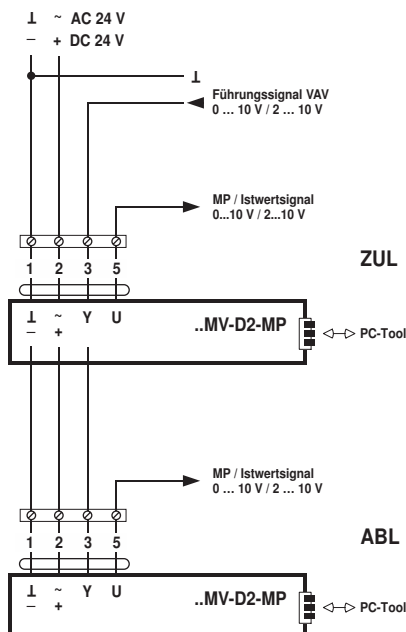 ⊥ ~ AC 24 V
– + DC 24 V
⊥
Führungssignal VAV
0 ... 10 V / 2 ... 10 V
MP / Istwertsignal
0...10 V / 2...10 V
1 2 3 5
ZUL
⊥ ~ Y U
– +
..MV-D2-MP
PC-Tool
MP / Istwertsignal
0 ... 10 V / 2 ... 10 V
1 2 3 5
ABL
⊥ ~ Y U
– +
..MV-D2-MP
PC-Tool